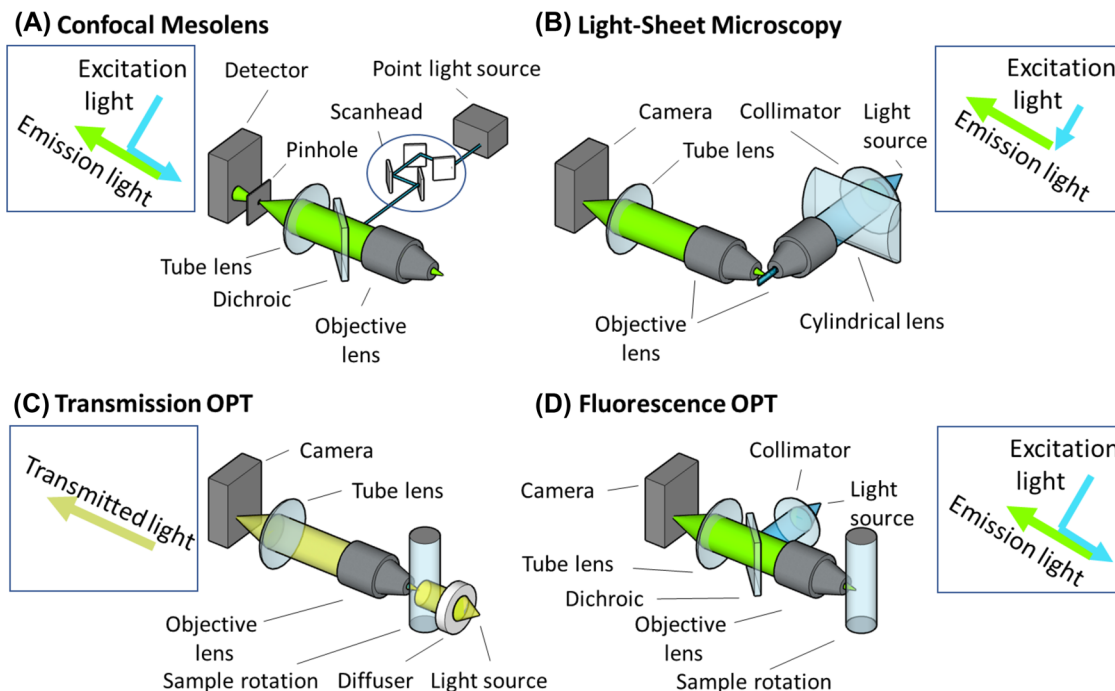 (A) Confocal Mesolens
Excitation
light
Emission light
Detector
Point light source
Scanhead
Pinhole
Tube lens
Dichroic
Objective
lens
(B) Light-Sheet Microscopy
Camera
Collimator
Light
source
Tube lens
Objective
lens
Cylindrical lens
Excitation
light
Emission light
(C) Transmission OPT
Transmitted light
Camera
Tube lens
Objective
lens
Sample rotation
Diffuser
Light source
(D) Fluorescence OPT
Collimator
Camera
Light
source
Tube lens
Dichroic
Objective
lens
Sample rotation
Excitation
light
Emission light